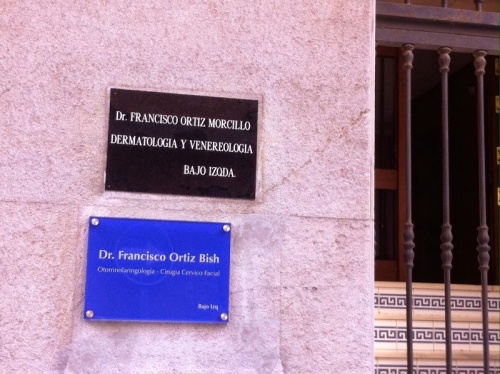 Dr. FRANCISCO ORTIZ MORCILLO
DERMATOLOGIA Y VENEREOLOGIA
BAJO IZQDA.
Dr. Francisco Ortiz Bish
Otorrinolaringología - Cirugía Cervico Facial
Bajo Izq